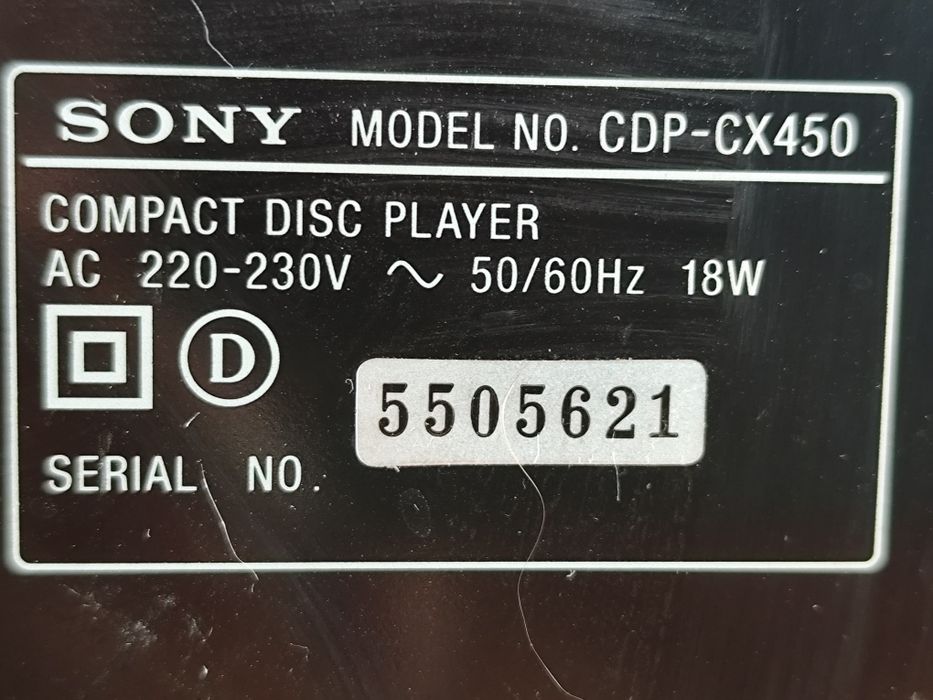 SONY MODEL NO. CDP-CX450
COMPACT DISC PLAYER
AC 220-230V ~ 50/60Hz 18W
D
5505621
SERIAL NO.